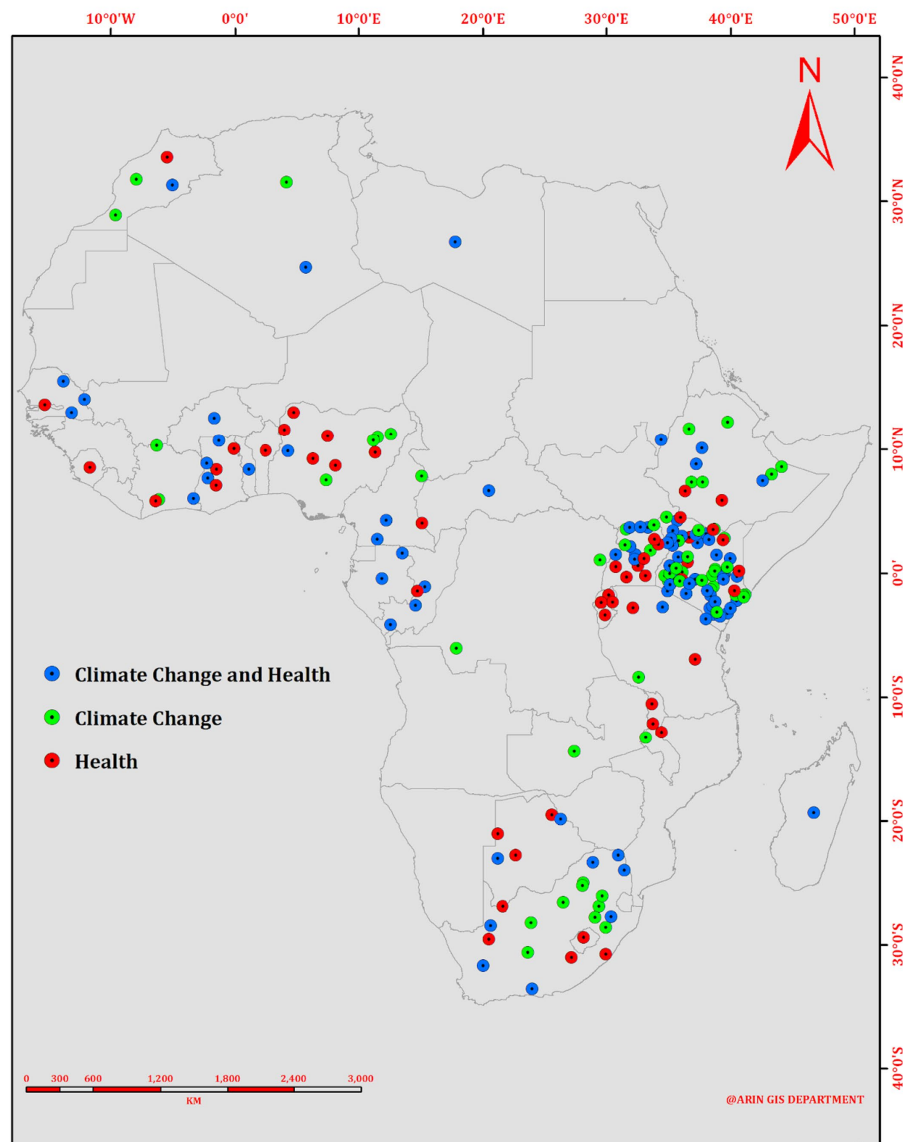 10°0'W 0°0' 10°0'E 20°0'E 30°0'E 40°0'E 50°0'E
N
40°0'N
30°0'N
20°0'N
10°0'N
0°0'
10°0'S
20°0'S
30°0'S
40°0'S
Climate Change and Health
Climate Change
Health
0 300 600 1,200 1,800 2,400 3,000
KM
@ARIN GIS DEPARTMENT